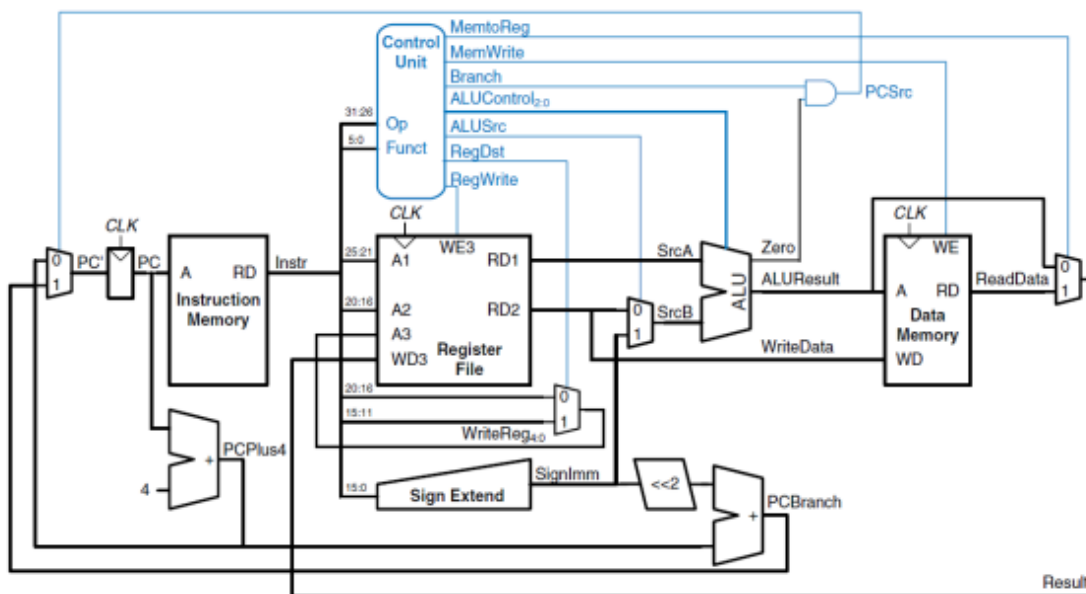 MemtoReg
Control Unit
MemWrite
Branch
ALUControl2:0
PCSrc
31:26
Op
ALUSrc
5:0
Funct
RegDst
RegWrite
CLK
CLK
CLK
0
1
PC'
PC
A
RD
Instruction Memory
Instr
25:21
A1
WE3
RD1
SrcA
Zero
WE
0
1
20:16
A2
RD2
0
1
SrcB
ALU
ALUResult
A
RD
ReadData
A3
Data Memory
WD3
Register File
WriteData
WD
20:16
0
15:11
1
WriteReg4:0
PCPlus4
+
4
SignImm
15:0
Sign Extend
<<2
+
PCBranch
Result